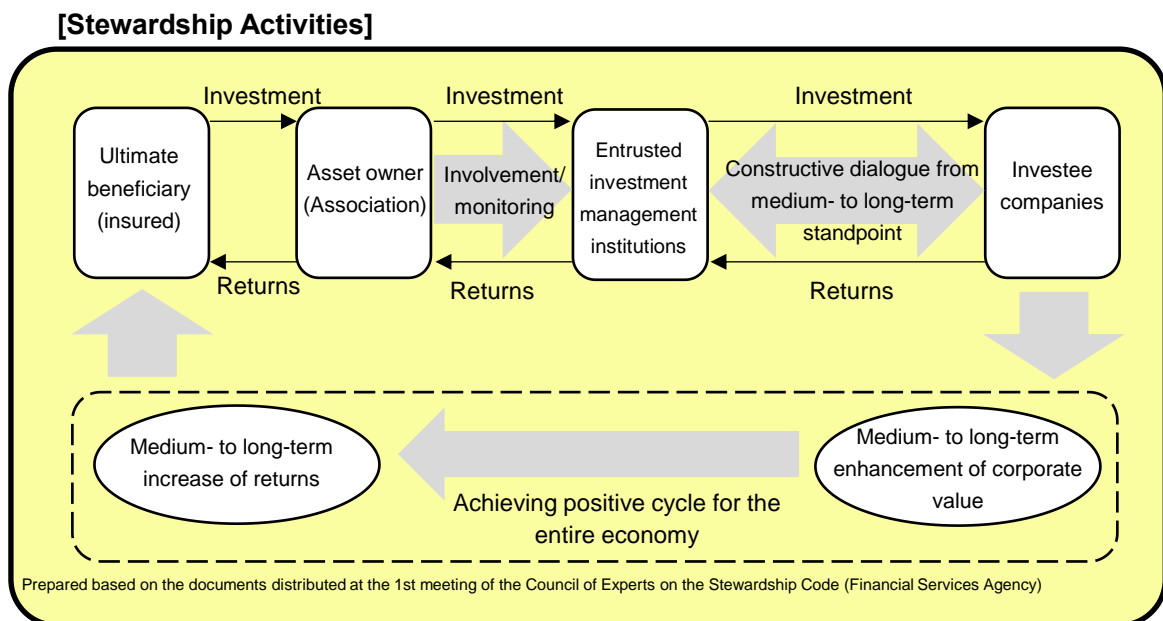 [Stewardship Activities]
Investment
Investment
Investment
Ultimate
beneficiary
(insured)
Asset owner
(Association)
Involvement/
monitoring
Entrusted
investment
management
institutions
Constructive dialogue from
medium- to long-term
standpoint
Investee
companies
Returns
Returns
Returns
Medium- to long-term
increase of returns
Medium- to long-term
enhancement of corporate
value
Achieving positive cycle for the
entire economy
Prepared based on the documents distributed at the 1st meeting of the Council of Experts on the Stewardship Code (Financial Services Agency)